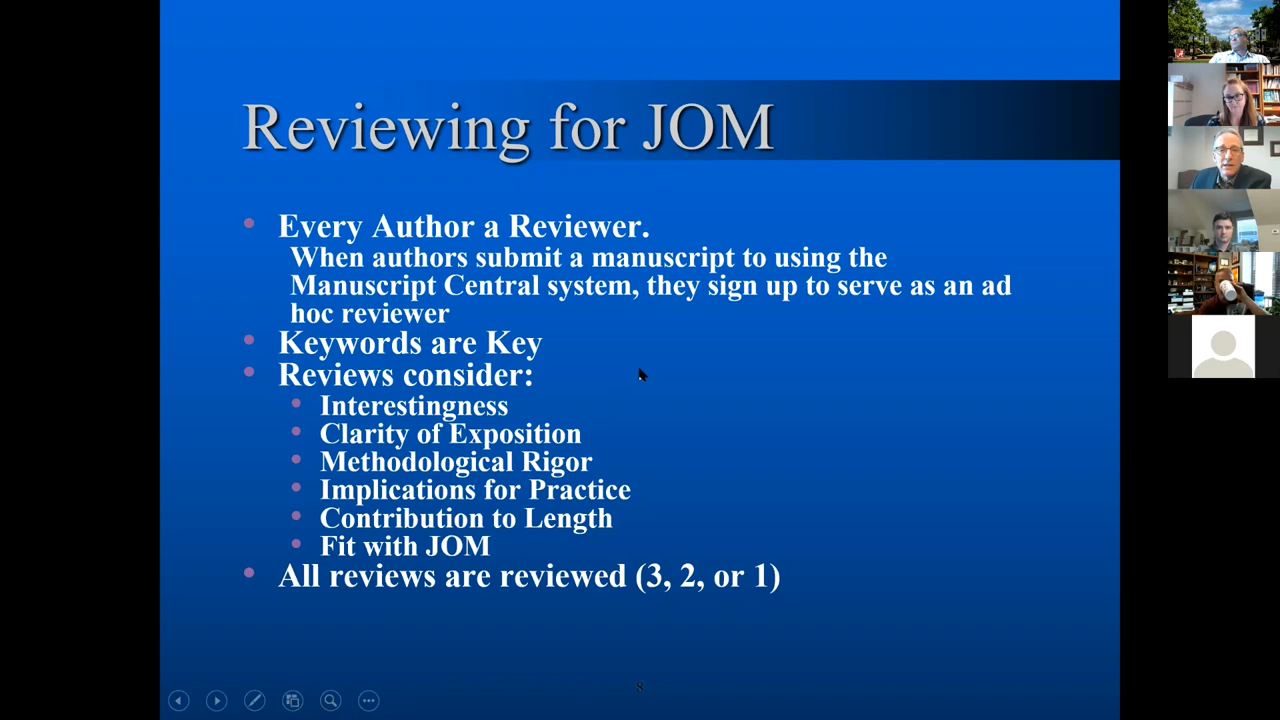 Reviewing for JOM
Every Author a Reviewer.
When authors submit a manuscript to using the
Manuscript Central system, they sign up to serve as an ad
hoc reviewer
Keywords are Key
Reviews consider:
Interestingness
Clarity of Exposition
Methodological Rigor
Implications for Practice
Contribution to Length
Fit with JOM
All reviews are reviewed (3, 2, or 1)
8